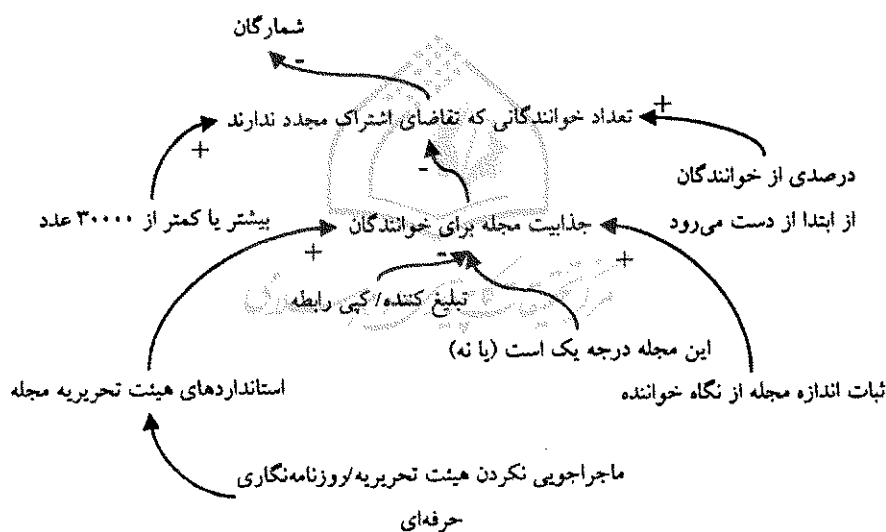 شمارگان
-
تعداد خوانندگانی که تقاضای اشتراک مجدد ندارند
+
+
درصدی از خوانندگان
از ابتدا از دست می‌رود
-
بیشتر یا کمتر از ۳۰۰۰۰ عدد
جذابیت مجله برای خوانندگان
+
-
+
تبلیغ کننده/کپی رابطه
این مجله درجه یک است (یا نه)
استانداردهای هیئت تحریریه مجله
ثبات اندازه مجله از نگاه خواننده
ماجراجویی نکردن هیئت تحریریه/روزنامه‌نگاری
حرفه‌ای